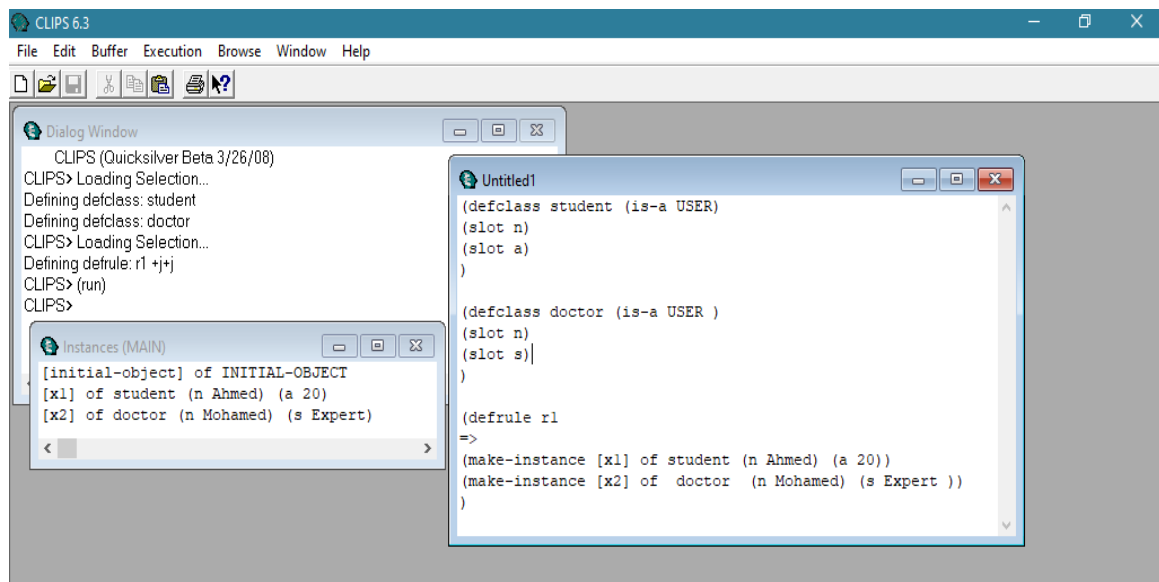 CLIPS 6.3
File Edit Buffer Execution Browse Window Help
Dialog Window
CLIPS (Quicksilver Beta 3/26/08)
CLIPS> Loading Selection...
Defining defclass: student
Defining defclass: doctor
CLIPS> Loading Selection...
Defining defrule: r1 +j+j
CLIPS> (run)
CLIPS>
Instances (MAIN)
[initial-object] of INITIAL-OBJECT
[x1] of student (n Ahmed) (a 20)
[x2] of doctor (n Mohamed) (s Expert)
Untitled1
(defclass student (is-a USER)
(slot n)
(slot a)
)
(defclass doctor (is-a USER )
(slot n)
(slot s)
)
(defrule r1
=>
(make-instance [x1] of student (n Ahmed) (a 20))
(make-instance [x2] of  doctor  (n Mohamed) (s Expert ))
)